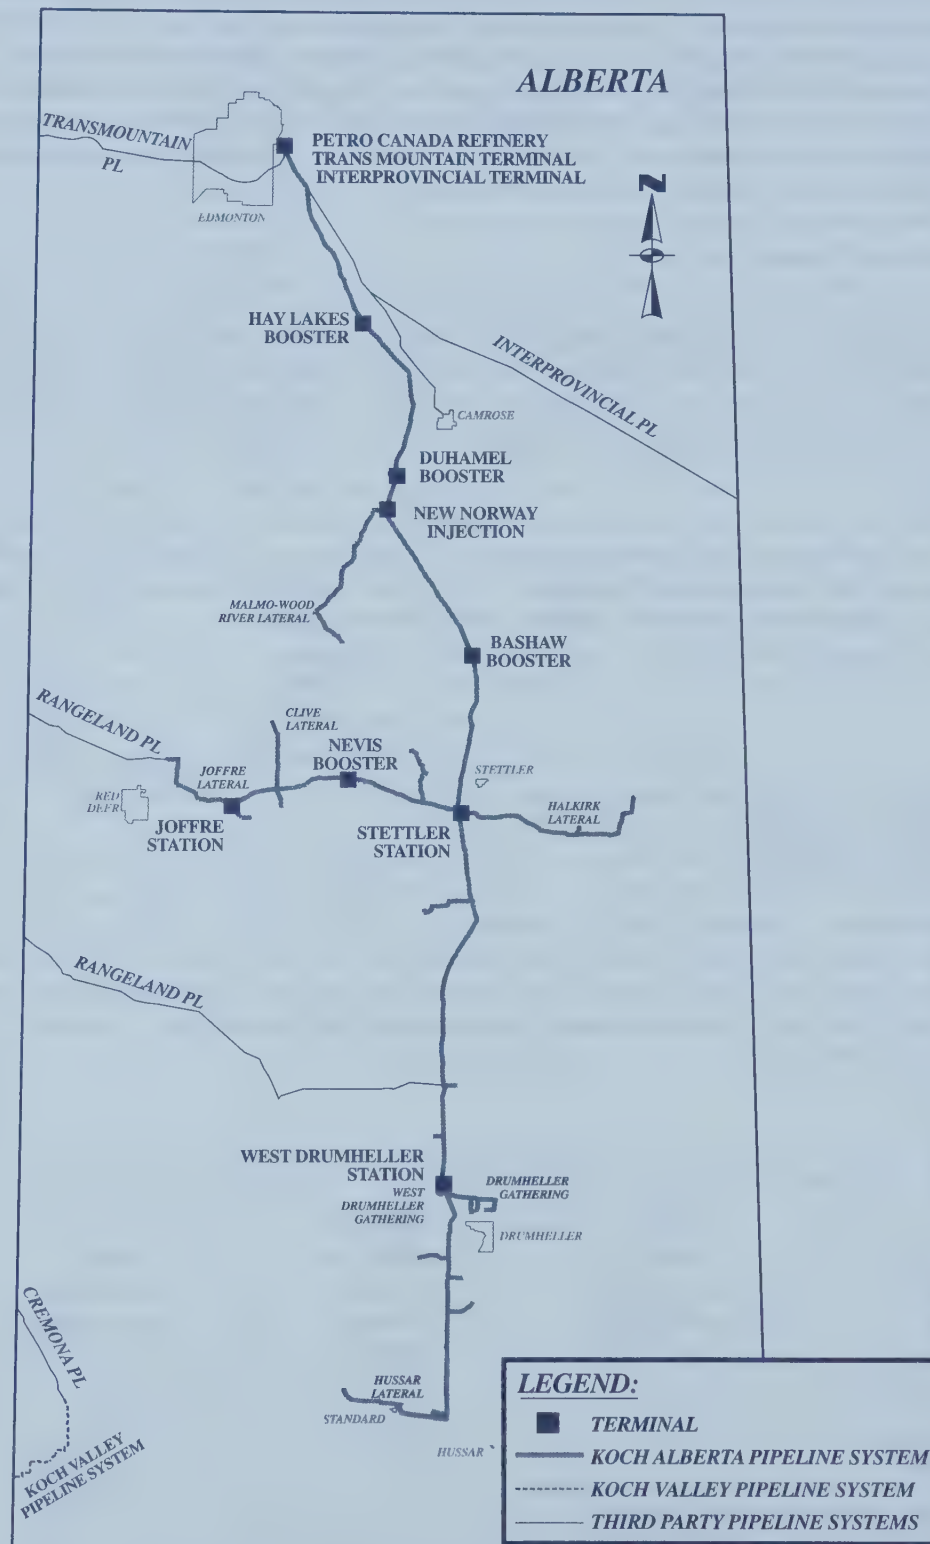 ALBERTA
TRANSMOUNTAIN
PL
PETRO CANADA REFINERY
TRANS MOUNTAIN TERMINAL
INTERPROVINCIAL TERMINAL
EDMONTON
N
HAY LAKES
BOOSTER
INTERPROVINCIAL PL
CAMROSE
DUHAMEL
BOOSTER
NEW NORWAY
INJECTION
MALMO-WOOD
RIVER LATERAL
BASHAW
BOOSTER
RANGELAND PL
CLIVE
LATERAL
NEVIS
BOOSTER
JOFFRE
LATERAL
STETTLER
RED
DEER
HALKIRK
LATERAL
JOFFRE
STATION
STETTLER
STATION
RANGELAND PL
WEST DRUMHELLER
STATION
WEST
DRUMHELLER
GATHERING
DRUMHELLER
GATHERING
DRUMHELLER
CREMONA PL
HUSSAR
LATERAL
STANDARD
HUSSAR
KOCH VALLEY
PIPELINE SYSTEM
LEGEND:
TERMINAL
KOCH ALBERTA PIPELINE SYSTEM
KOCH VALLEY PIPELINE SYSTEM
THIRD PARTY PIPELINE SYSTEMS